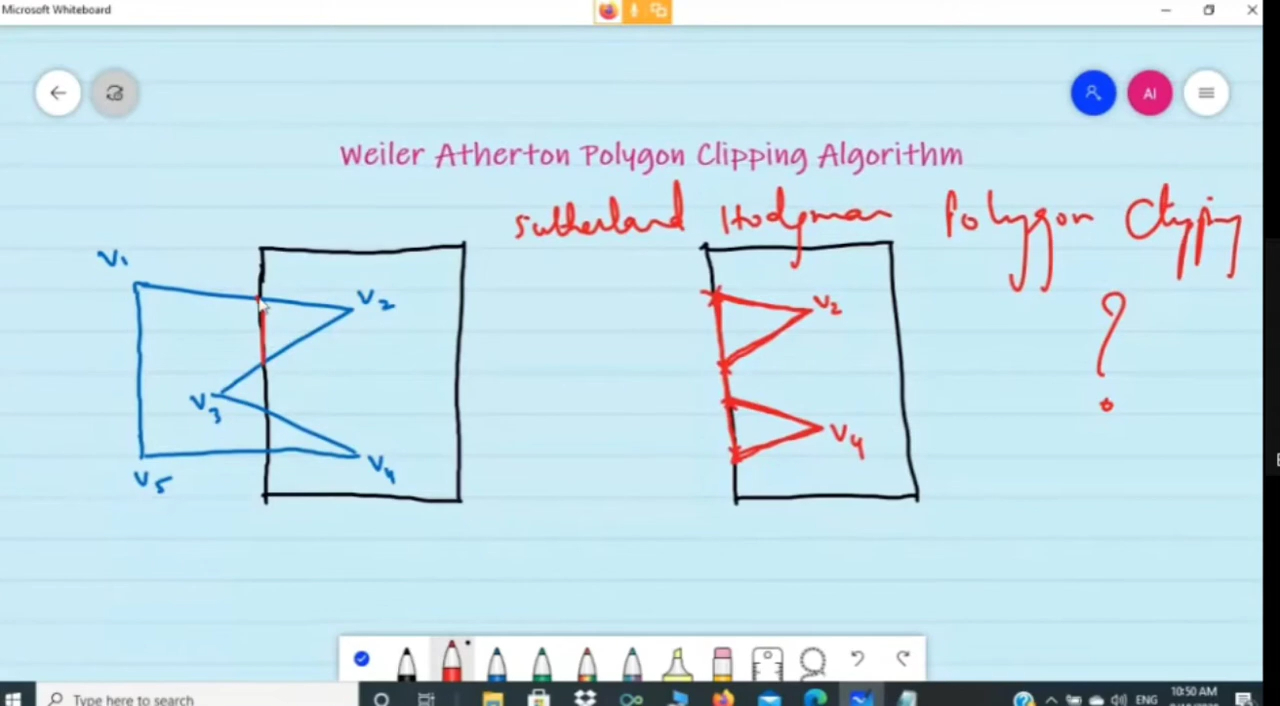 Microsoft Whiteboard
AI
Weiler Atherton Polygon Clipping Algorithm
Sutherland Hodgman Polygon Clipping
?
V1
V2
V3
V4
V5
V2
V4
Type here to search
ENG
10:50 AM